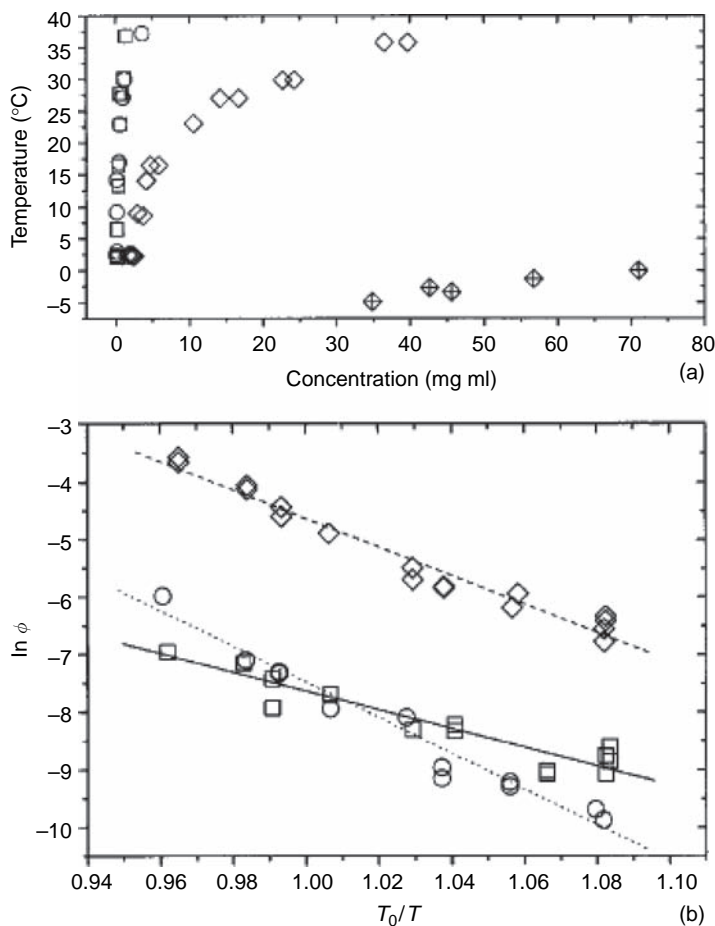 40
35
30
25
20
15
10
5
0
–5
Temperature (°C)
0 10 20 30 40 50 60 70 80
Concentration (mg ml)
(a)
–3
–4
–5
–6
–7
–8
–9
–10
ln ϕ
0.94 0.96 0.98 1.00 1.02 1.04 1.06 1.08 1.10
T₀/T
(b)